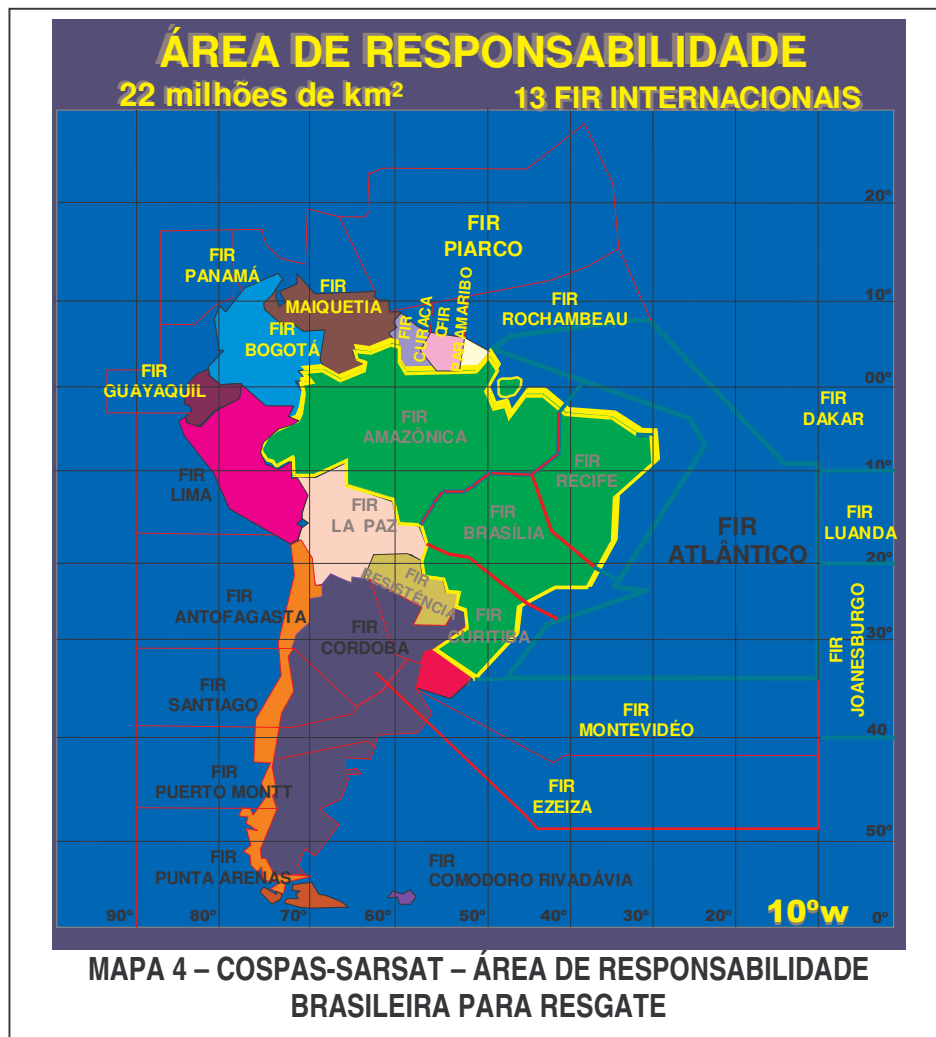 ÁREA DE RESPONSABILIDADE
22 milhões de km²
13 FIR INTERNACIONAIS
20º
FIR
PIARCO
FIR
PANAMÁ
FIR
MAIQUETIA
10º
FIR
ROCHAMBEAU
FIR
CURACA
O
FIR
PARAMARIBO
FIR
BOGOTÁ
FIR
GUAYAQUIL
00º
FIR
DAKAR
FIR
AMAZÔNICA
FIR
RECIFE
10º
FIR
LIMA
FIR
LA PAZ
FIR
BRASÍLIA
FIR
ATLÂNTICO
FIR
LUANDA
20º
FIR
RESISTÊNCIA
FIR
ANTOFAGASTA
FIR
CORDOBA
FIR
CURITIBA
30º
FIR
JOANESBURGO
FIR
SANTIAGO
FIR
MONTEVIDÉO
40
FIR
PUERTO MONTT
FIR
EZEIZA
50º
FIR
PUNTA ARENAS
FIR
COMODORO RIVADÁVIA
90º
80º
70º
60º
50º
40º
30º
20º
10ºw
0º
MAPA 4 – COSPAS-SARSAT – ÁREA DE RESPONSABILIDADE
BRASILEIRA PARA RESGATE